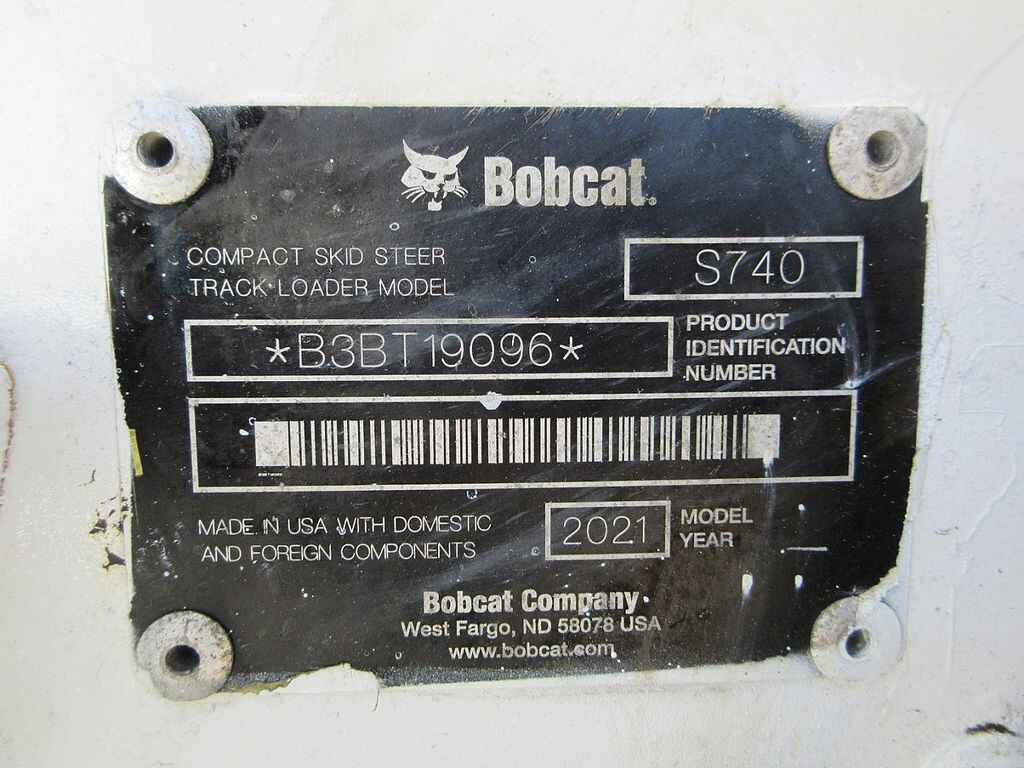 Bobcat.
COMPACT SKID STEER
TRACK LOADER MODEL
S740
*B3BT19096*
PRODUCT
IDENTIFICATION
NUMBER
MADE IN USA WITH DOMESTIC
AND FOREIGN COMPONENTS
2021
MODEL
YEAR
Bobcat Company
West Fargo, ND 58078 USA
www.bobcat.com